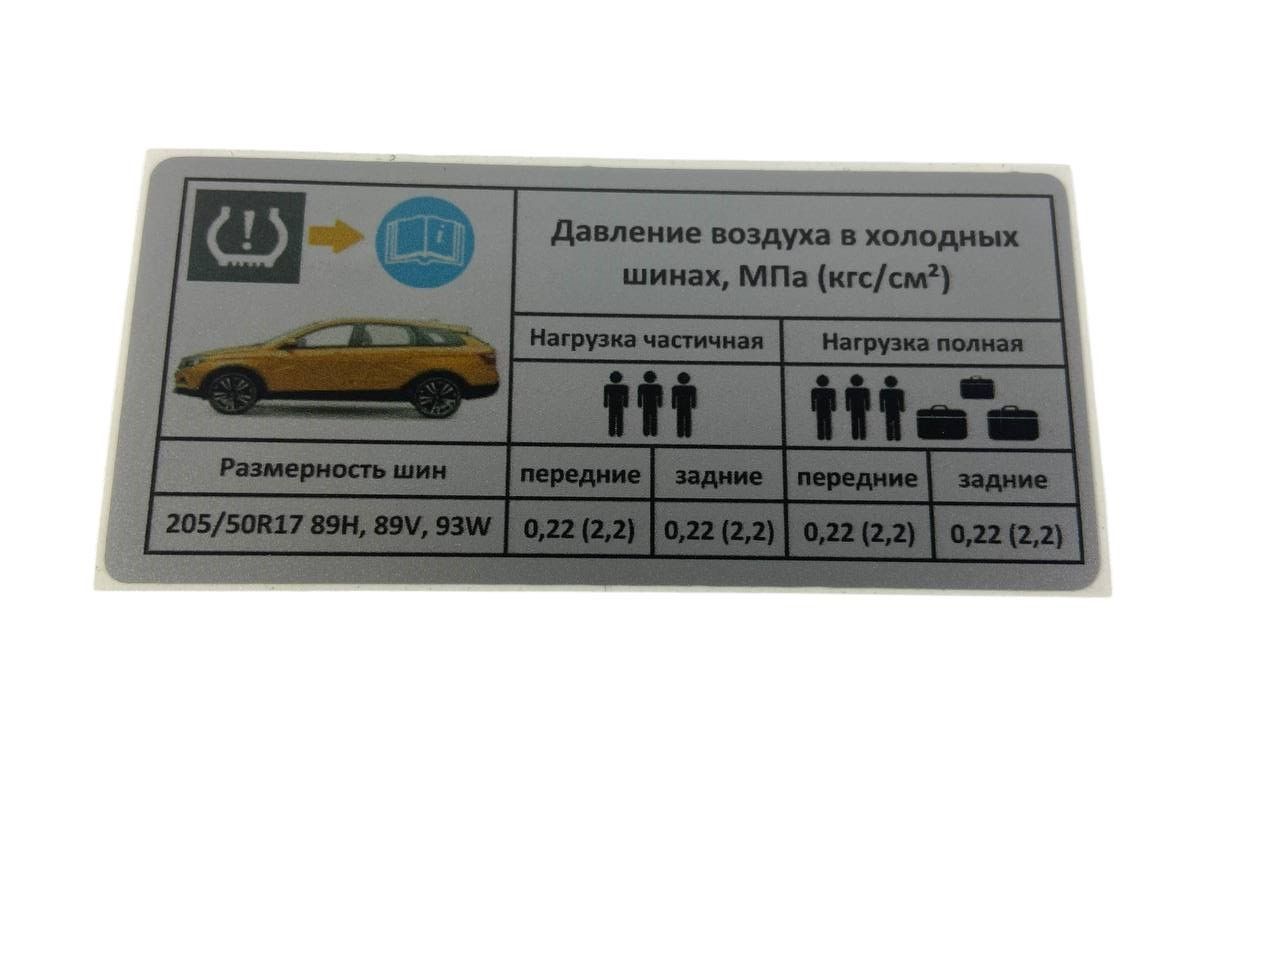 Давление воздуха в холодных
шинах, МПа (кгс/см²)
Нагрузка частичная
Нагрузка полная
Размерность шин
передние
задние
передние
задние
205/50R17 89H, 89V, 93W
0,22 (2,2)
0,22 (2,2)
0,22 (2,2)
0,22 (2,2)